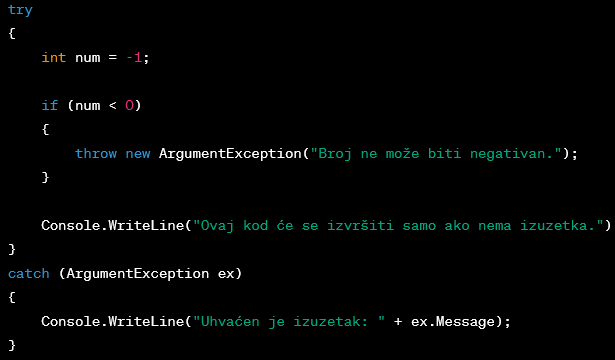 try
{
    int num = -1;

    if (num < 0)
    {
        throw new ArgumentException("Broj ne može biti negativan.");
    }

    Console.WriteLine("Ovaj kod će se izvršiti samo ako nema izuzetka.")
}
catch (ArgumentException ex)
{
    Console.WriteLine("Uhvaćen je izuzetak: " + ex.Message);
}